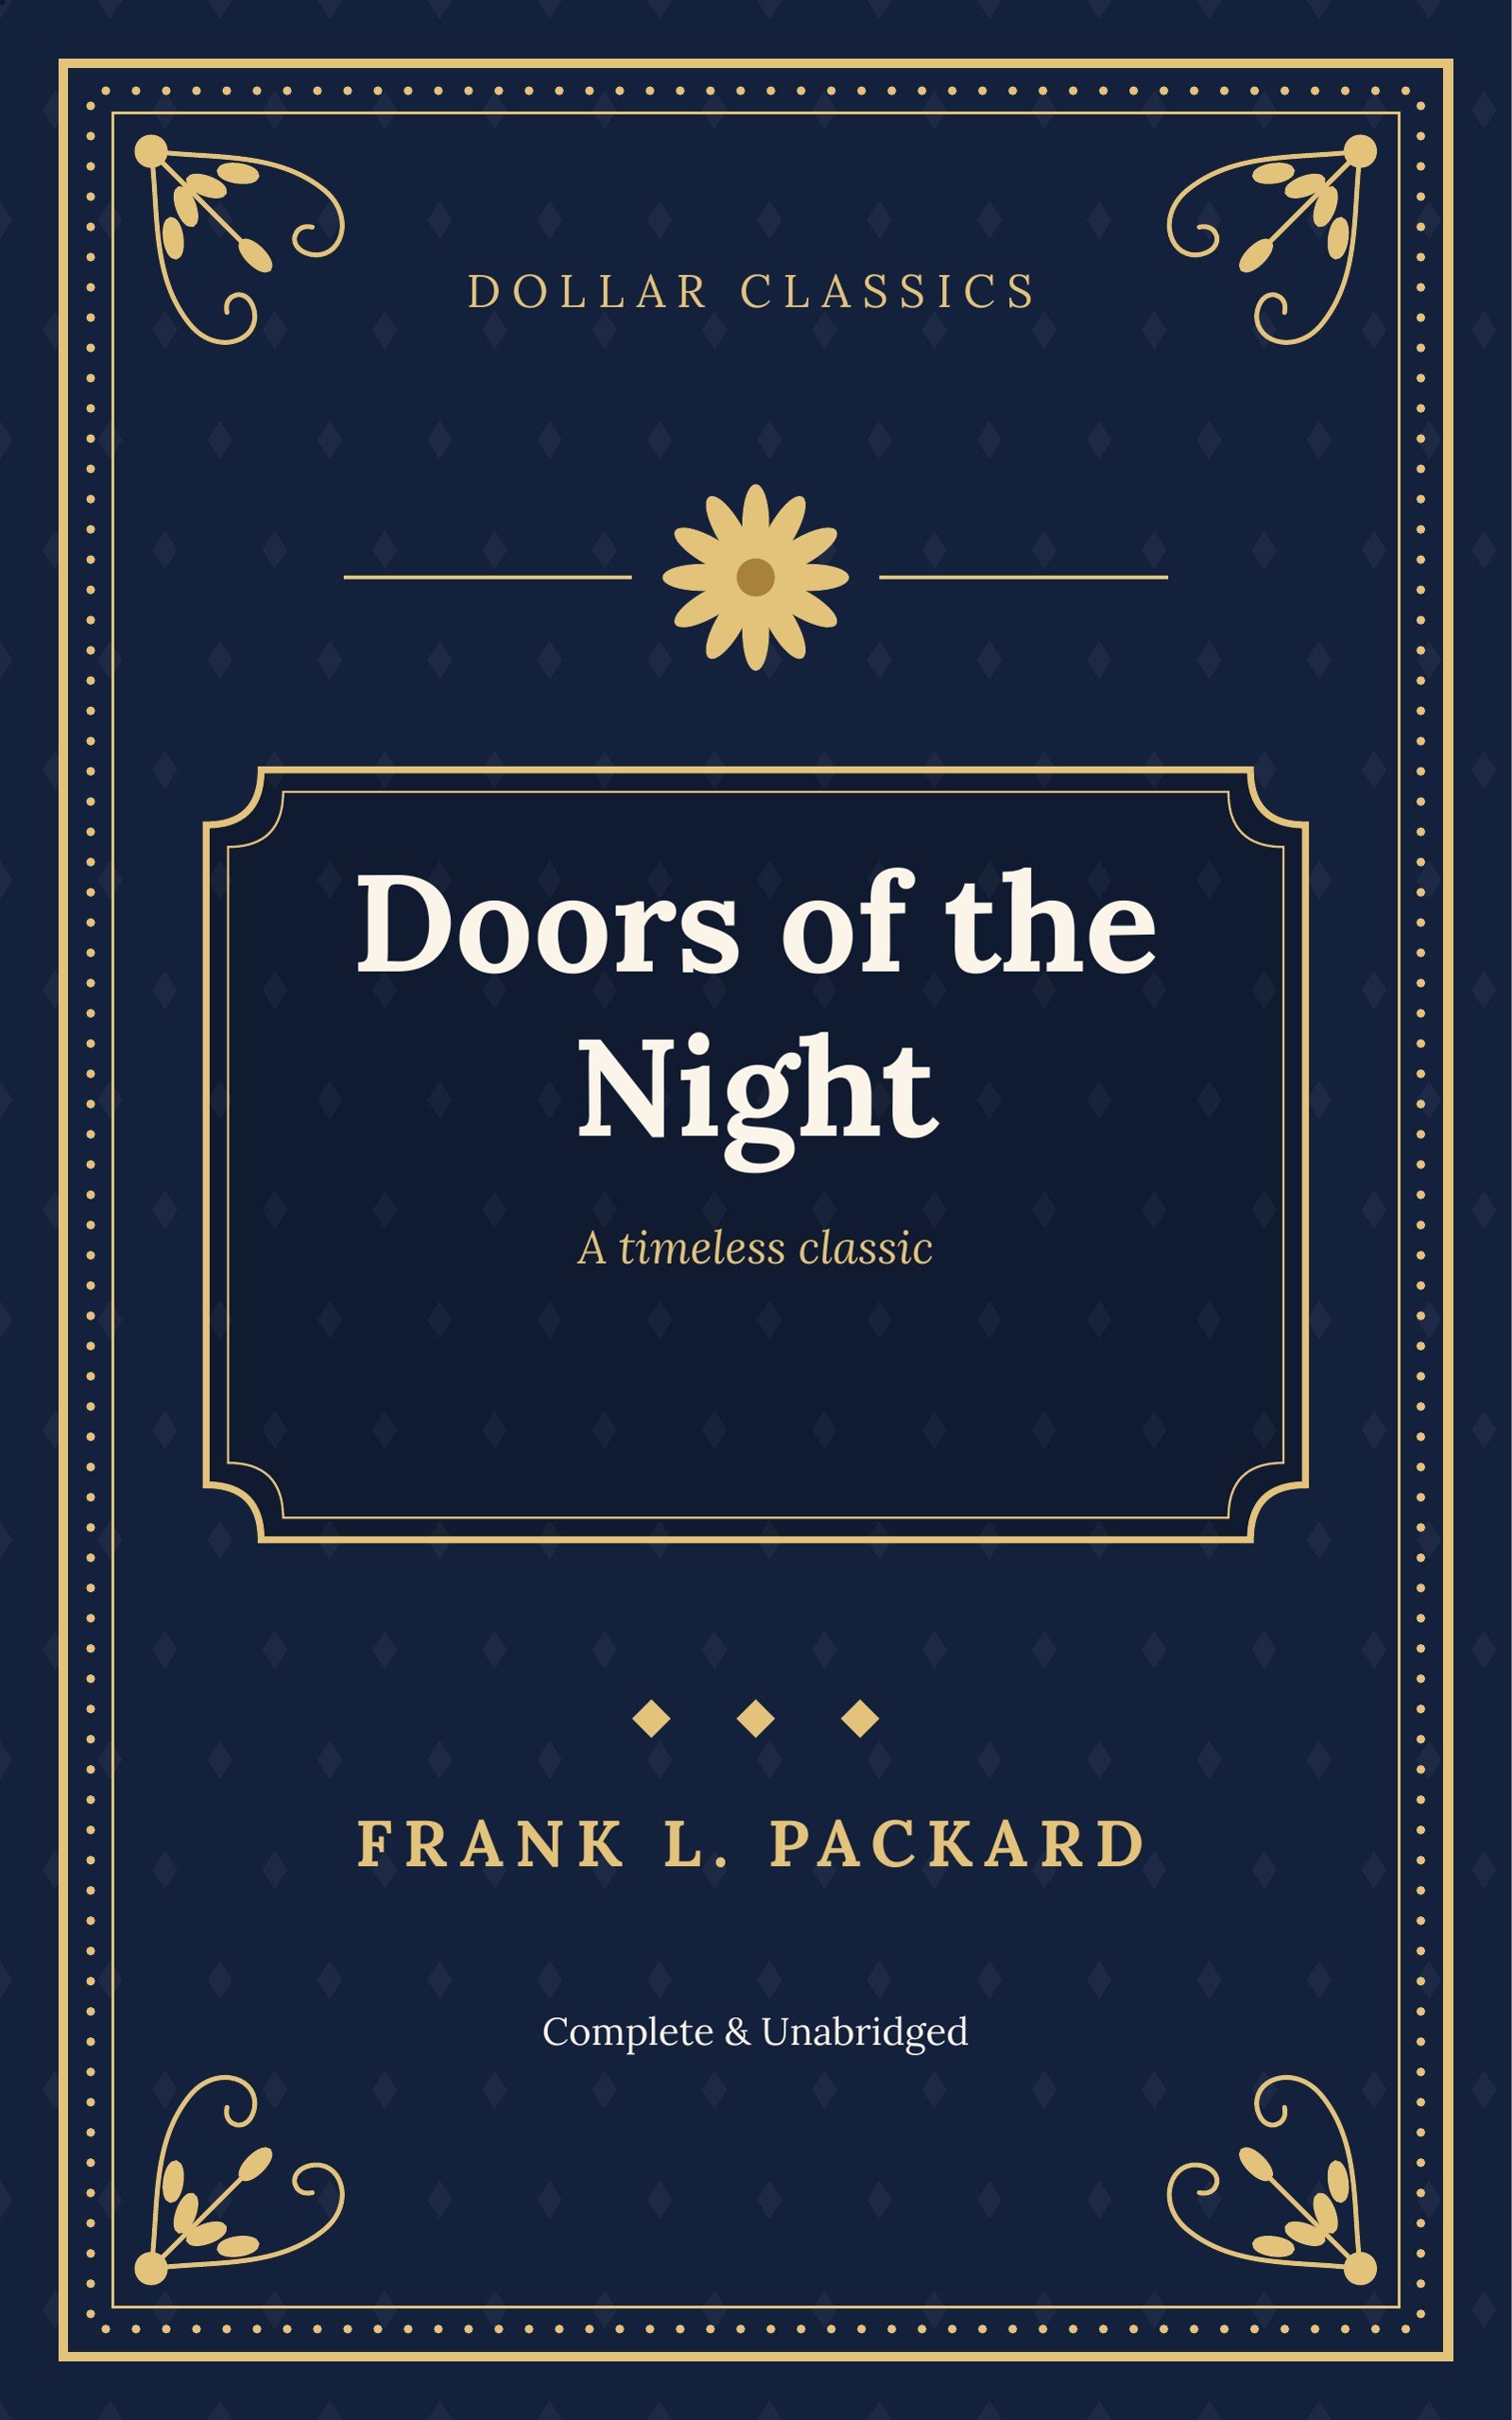 DOLLAR CLASSICS
Doors of the
Night
A timeless classic
FRANK L. PACKARD
Complete & Unabridged